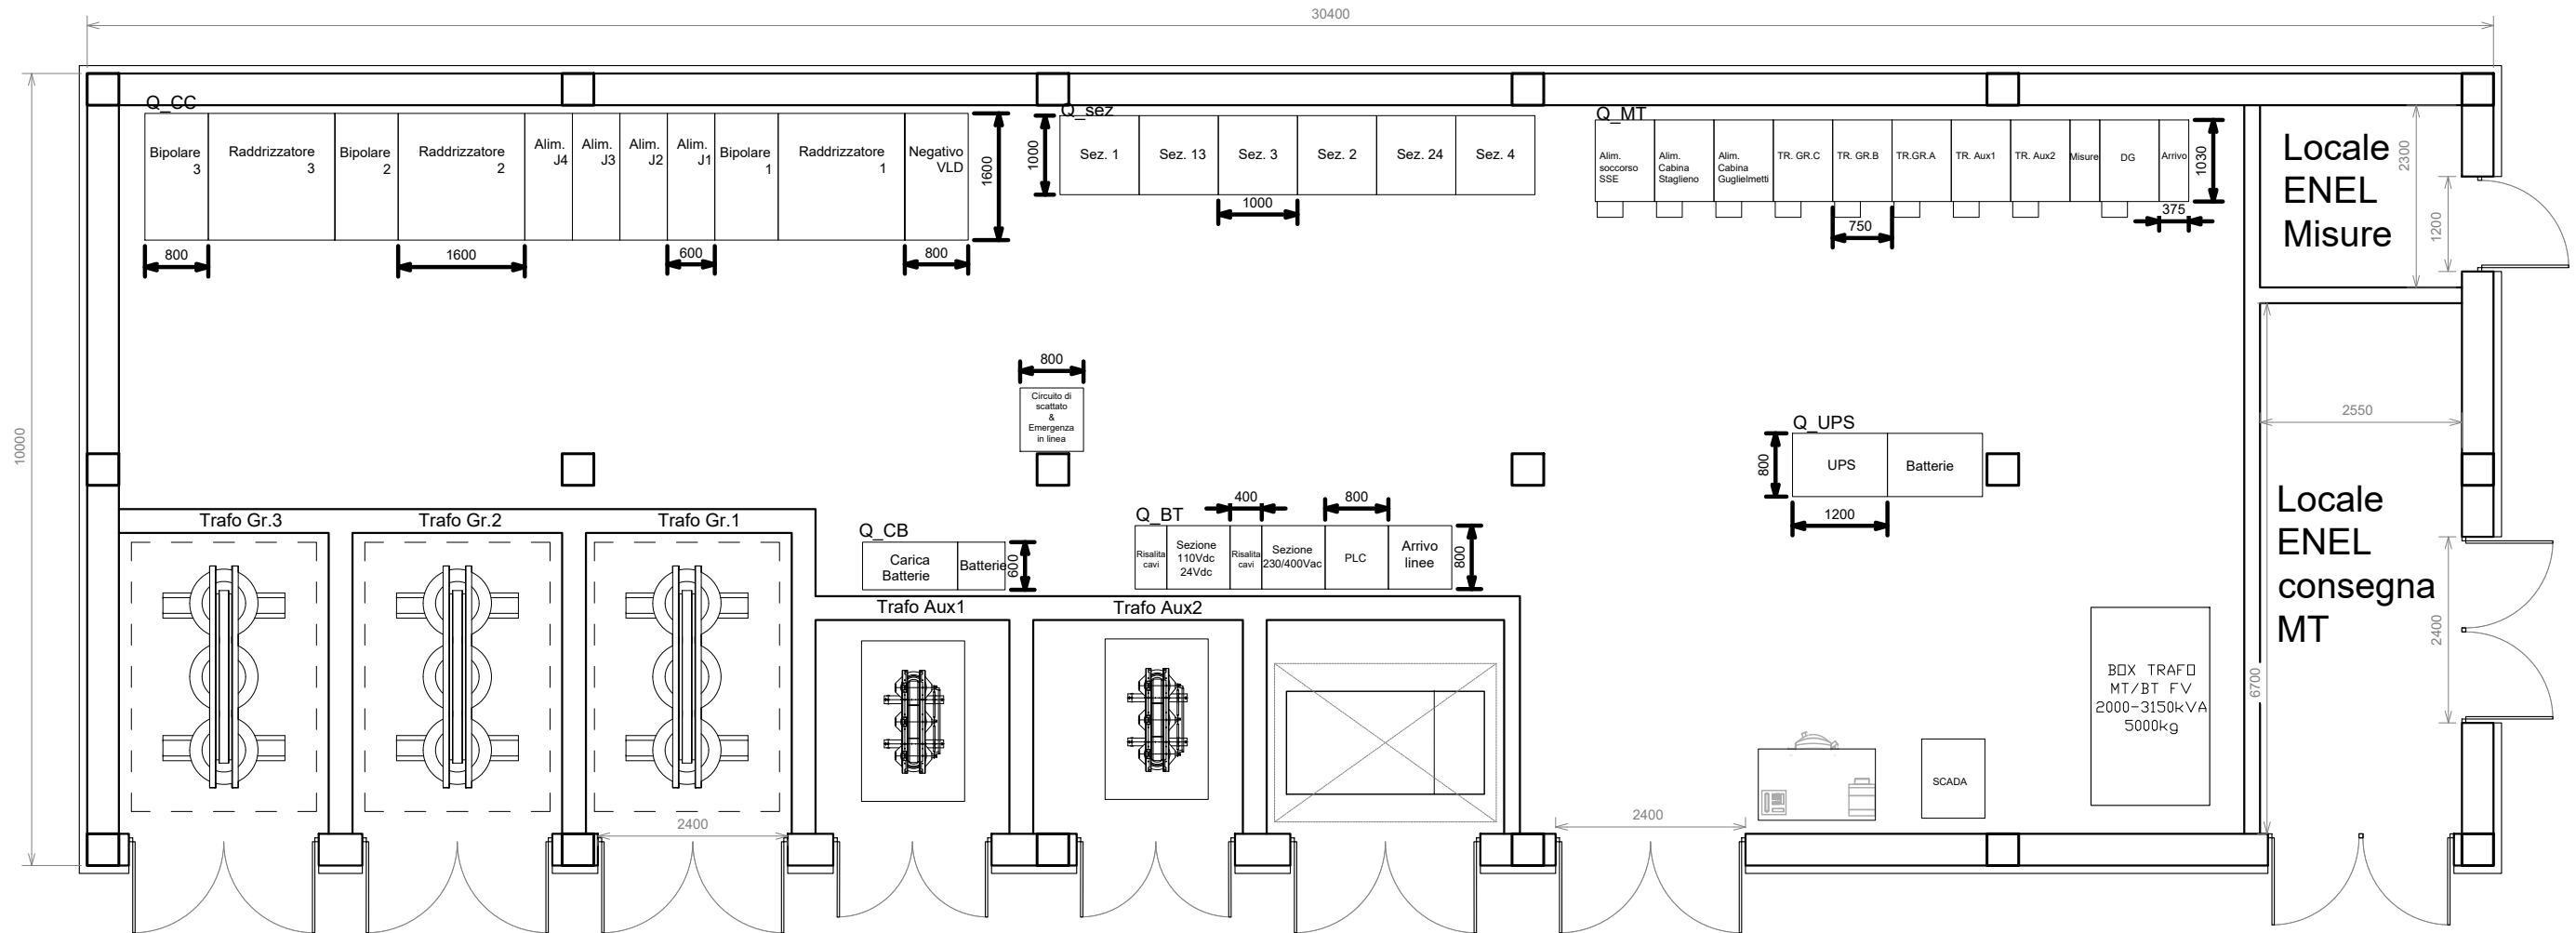 30400
10000
Q_CC
Bipolare
3
Raddrizzatore
3
Bipolare
2
Raddrizzatore
2
Alim.
J4
Alim.
J3
Alim.
J2
Alim.
J1
Bipolare
1
Raddrizzatore
1
Negativo
VLD
1600
800
1600
600
800
Q_sez
1000
Sez. 1
Sez. 13
Sez. 3
Sez. 2
Sez. 24
Sez. 4
1000
Q_MT
Alim.
soccorso
SSE
Alim.
Cabina
Staglieno
Alim.
Cabina
Guglielmetti
TR. GR.C
TR. GR.B
TR.GR.A
TR. Aux1
TR. Aux2
Misure
DG
Arrivo
1030
750
375
Locale
ENEL
Misure
2300
1200
800
Circuito di
scattato
&
Emergenza
in linea
Q_UPS
800
UPS
Batterie
1200
2550
Locale
ENEL
consegna
MT
2400
6700
Trafo Gr.3
Trafo Gr.2
Trafo Gr.1
Q_CB
Carica
Batterie
Batterie
600
Q_BT
400
800
Risalita
cavi
Sezione
110Vdc
24Vdc
Risalita
cavi
Sezione
230/400Vac
PLC
Arrivo
linee
800
Trafo Aux1
Trafo Aux2
BOX TRAFO
MT/BT FV
2000-3150kVA
5000kg
SCADA
2400
2400